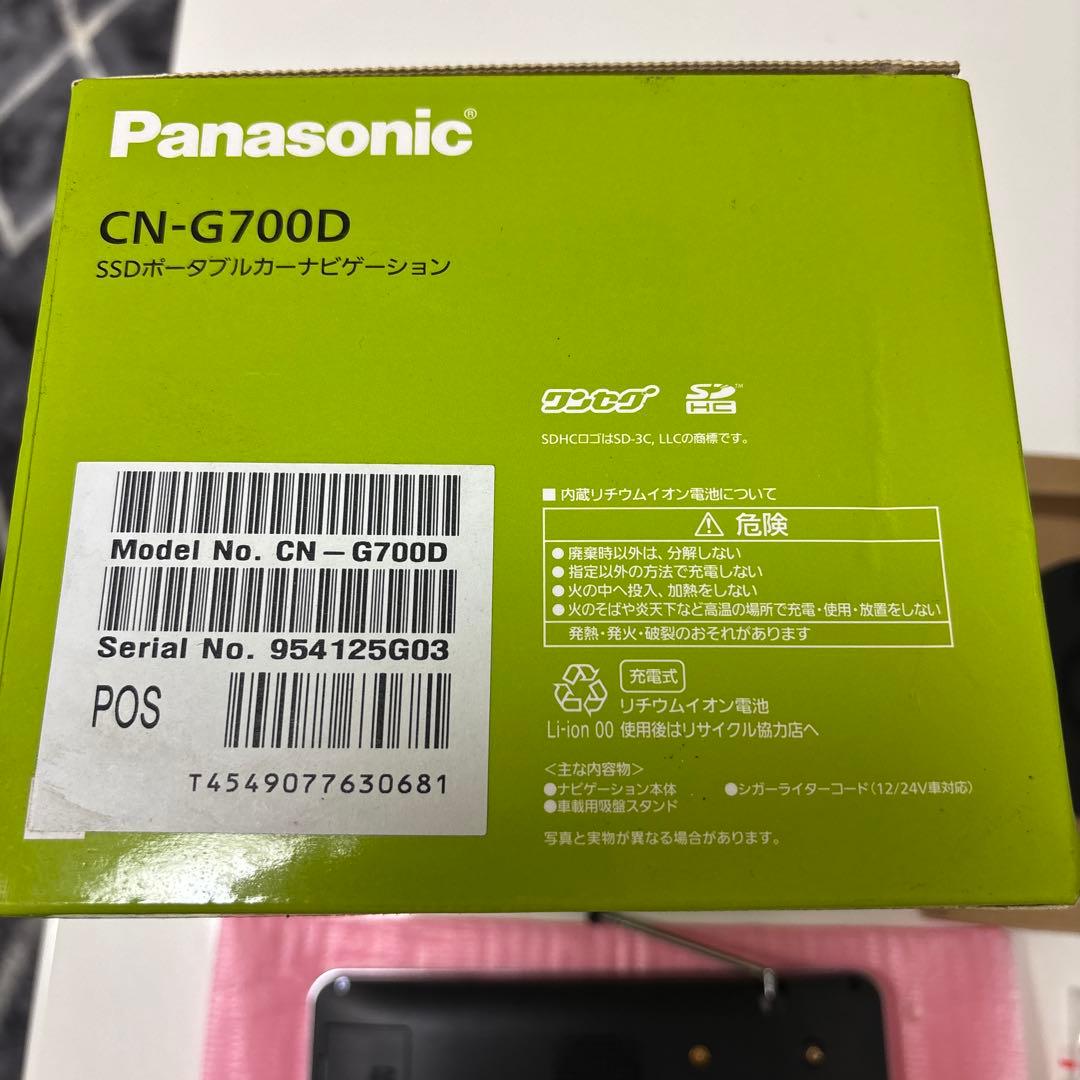 Panasonic®
CN-G700D
SSDポータブルカーナビゲーション
ワンセグ SD HC™
SDHCロゴはSD-3C, LLCの商標です。
Model No. CN－G700D
Serial No. 954125G03
POS
T4549077630681
■ 内蔵リチウムイオン電池について
⚠ 危険
●廃棄時以外は、分解しない
●指定以外の方法で充電しない
●火の中へ投入、加熱をしない
●火のそばや炎天下など高温の場所で充電・使用・放置をしない
発熱・発火・破裂のおそれがあります
充電式
リチウムイオン電池
Li-ion 00 使用後はリサイクル協力店へ
＜主な内容物＞
●ナビゲーション本体 ●シガーライターコード（12/24V車対応）
●車載用吸盤スタンド
写真と実物が異なる場合があります。